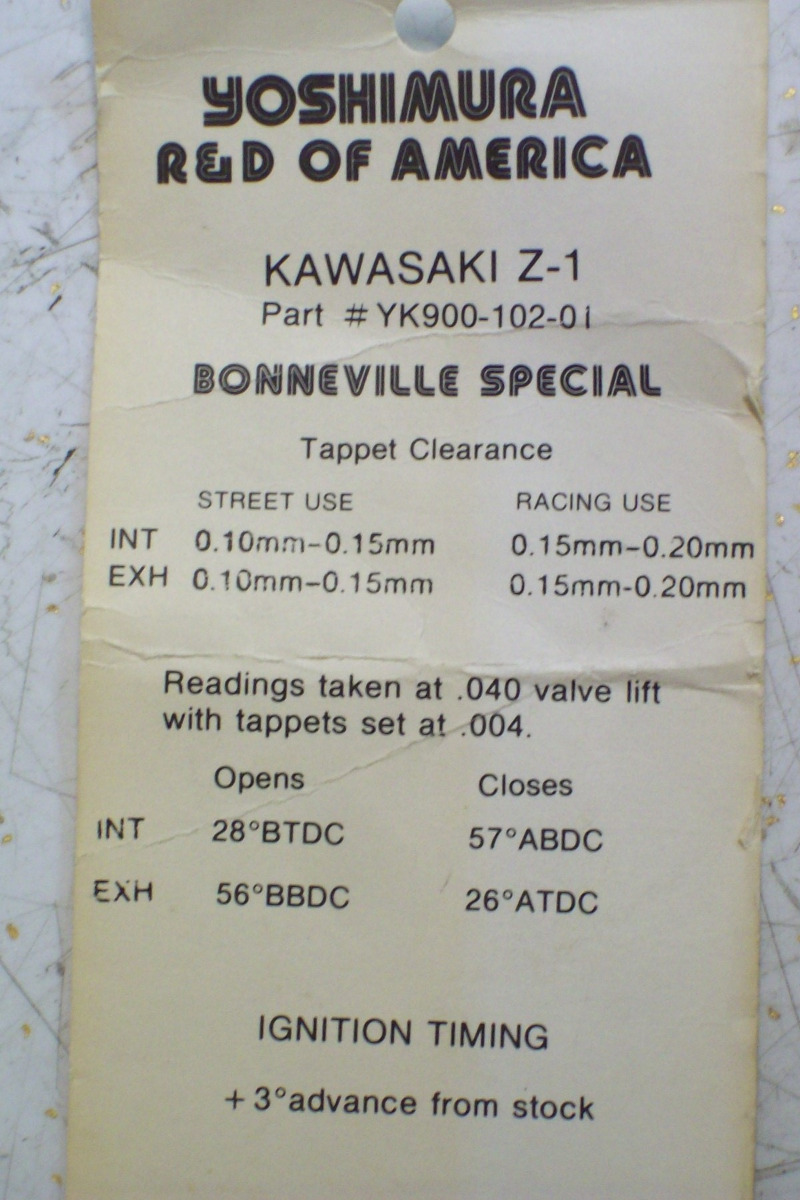 YOSHIMURA
R&D OF AMERICA
KAWASAKI Z-1
Part #YK900-102-01
BONNEVILLE SPECIAL
Tappet Clearance
STREET USE RACING USE
INT 0.10mm-0.15mm 0.15mm-0.20mm
EXH 0.10mm-0.15mm 0.15mm-0.20mm
Readings taken at .040 valve lift
with tappets set at .004.
Opens Closes
INT 28°BTDC 57°ABDC
EXH 56°BBDC 26°ATDC
IGNITION TIMING
+3°advance from stock